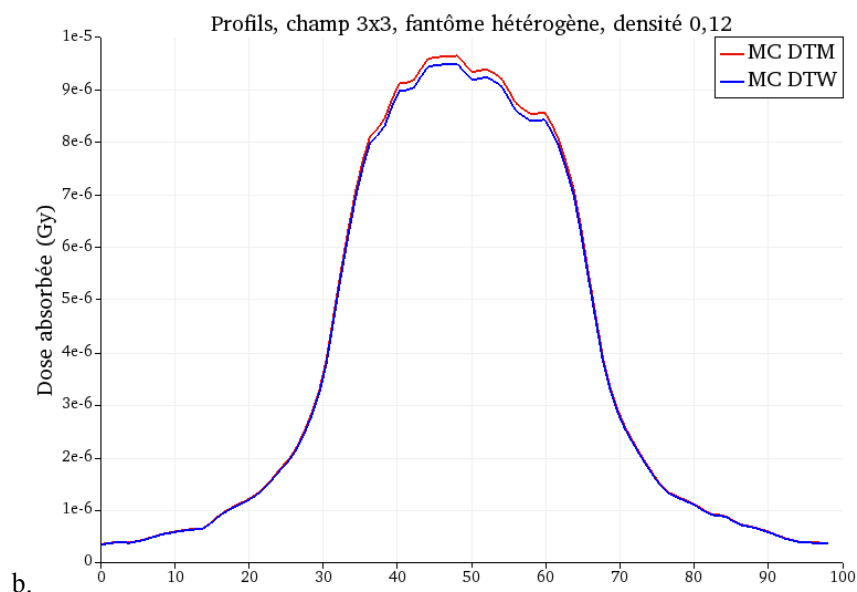 Profils, champ 3x3, fantôme hétérogène, densité 0,12
1e-5
MC DTM
MC DTW
9e-6
8e-6
7e-6
6e-6
5e-6
4e-6
3e-6
2e-6
1e-6
0
Dose absorbée (Gy)
0 10 20 30 40 50 60 70 80 90 100
b.